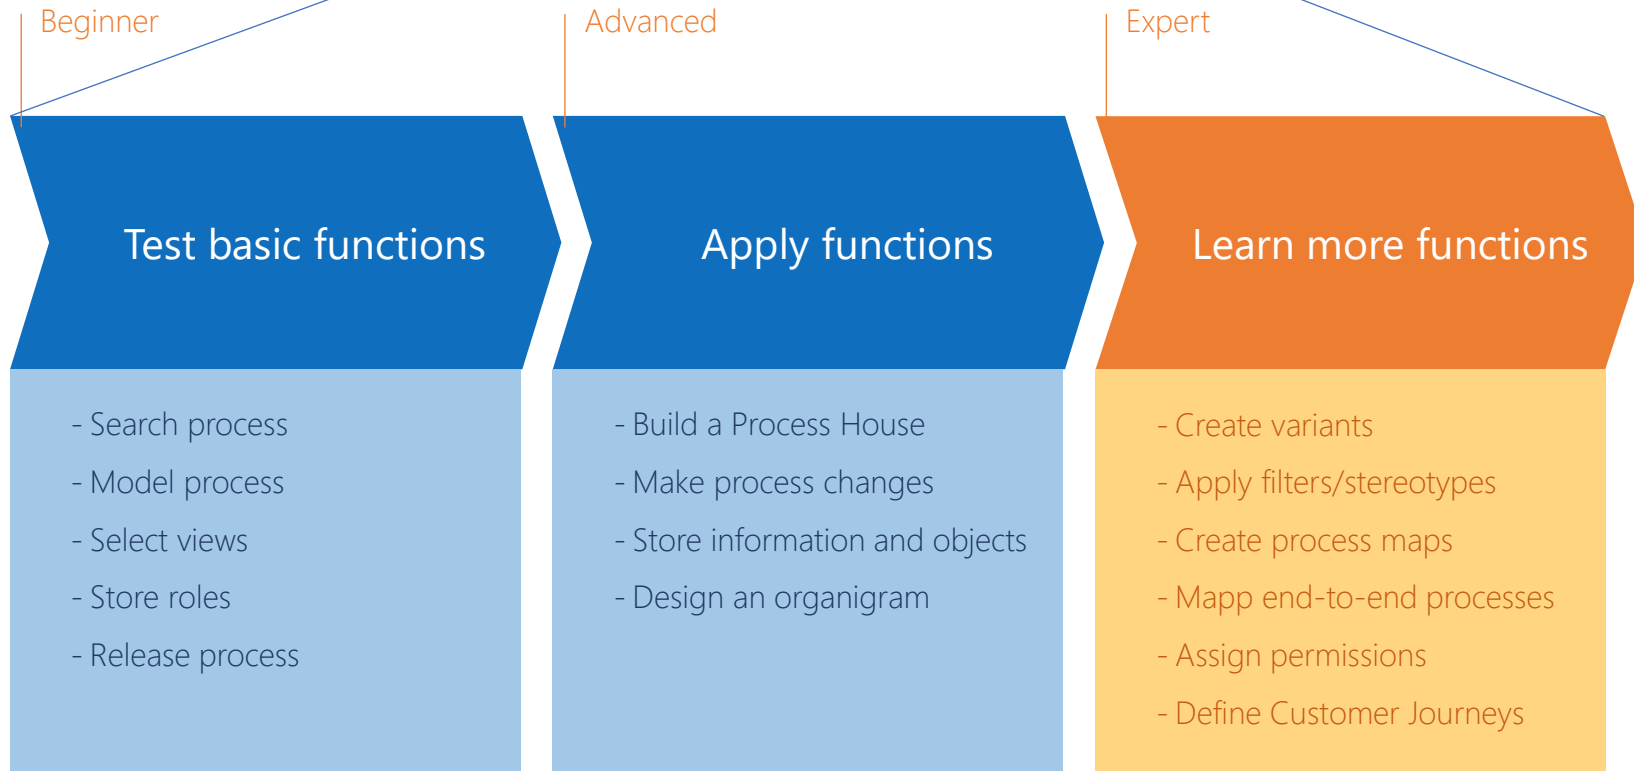 Beginner
Advanced
Expert
Test basic functions
Apply functions
Learn more functions
- Search process
- Model process
- Select views
- Store roles
- Release process
- Build a Process House
- Make process changes
- Store information and objects
- Design an organigram
- Create variants
- Apply filters/stereotypes
- Create process maps
- Mapp end-to-end processes
- Assign permissions
- Define Customer Journeys